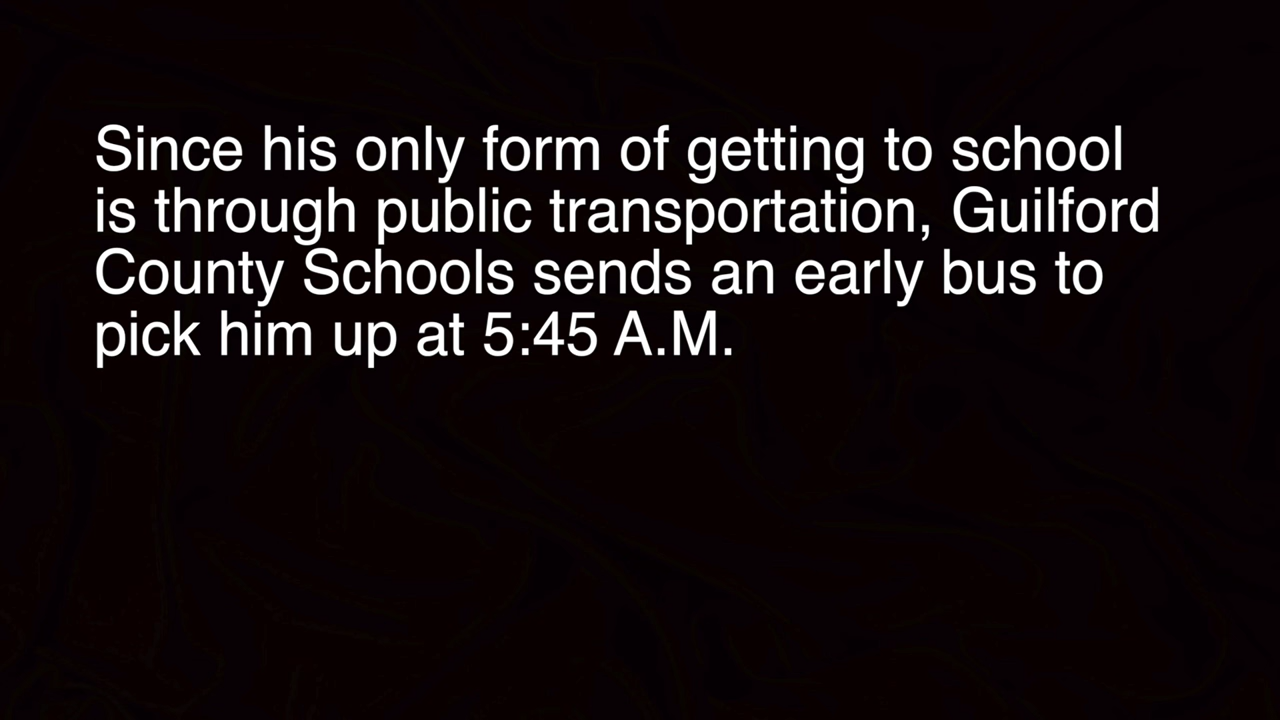 Since his only form of getting to school
is through public transportation, Guilford
County Schools sends an early bus to
pick him up at 5:45 A.M.